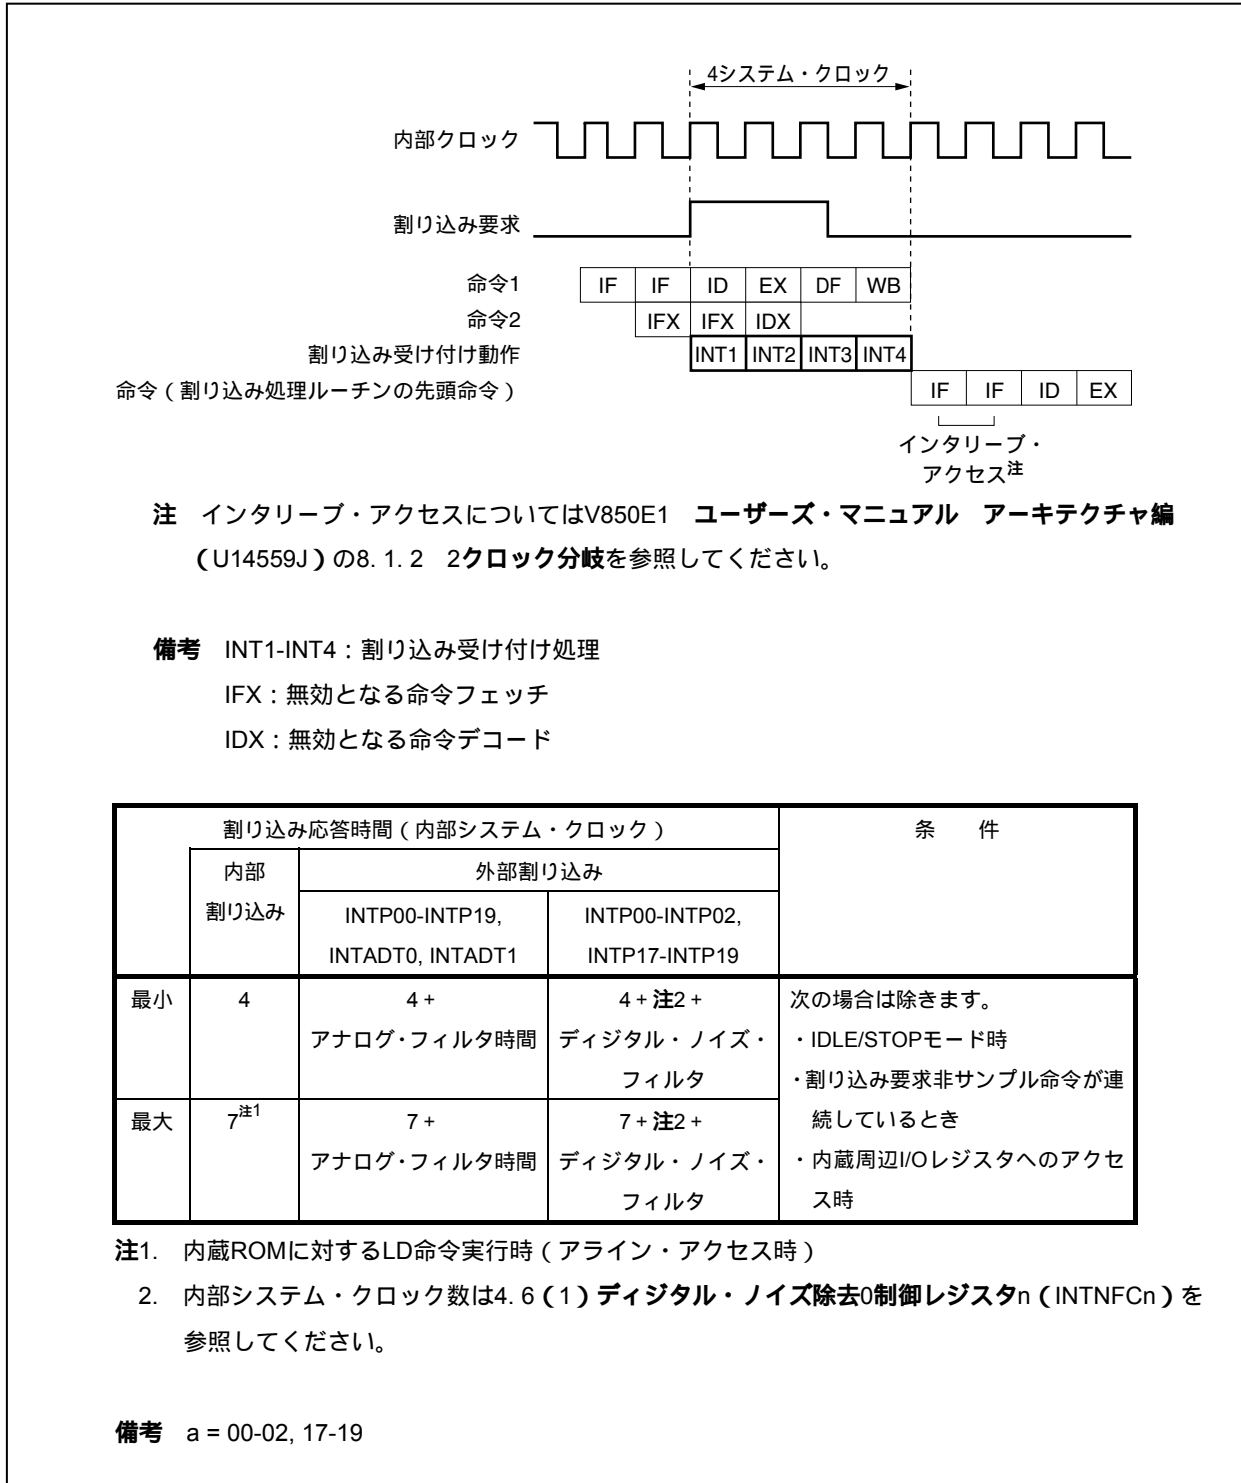 4システム・クロック
内部クロック
割り込み要求
命令1 IF IF ID EX DF WB
命令2 IFX IFX IDX
割り込み受け付け動作 INT1 INT2 INT3 INT4
命令（割り込み処理ルーチンの先頭命令） IF IF ID EX
インタリーブ・
アクセス注
注 インタリーブ・アクセスについてはV850E1 ユーザーズ・マニュアル アーキテクチャ編
（U14559J）の8. 1. 2 2クロック分岐を参照してください。
備考 INT1-INT4：割り込み受け付け処理
IFX：無効となる命令フェッチ
IDX：無効となる命令デコード
割り込み応答時間（内部システム・クロック） 条 件
内部 外部割り込み
割り込み INTP00-INTP19, INTP00-INTP02,
INTADT0, INTADT1 INTP17-INTP19
最小 4 4 + 4 + 注2 + 次の場合は除きます。
アナログ・フィルタ時間 ディジタル・ノイズ・ ・IDLE/STOPモード時
フィルタ ・割り込み要求非サンプル命令が連
最大 7注1 7 + 7 + 注2 + 続しているとき
アナログ・フィルタ時間 ディジタル・ノイズ・ ・内蔵周辺I/Oレジスタへのアクセ
フィルタ ス時
注1. 内蔵ROMに対するLD命令実行時（アライン・アクセス時）
2. 内部システム・クロック数は4. 6（1）ディジタル・ノイズ除去0制御レジスタn（INTNFCn）を
参照してください。
備考 a = 00-02, 17-19